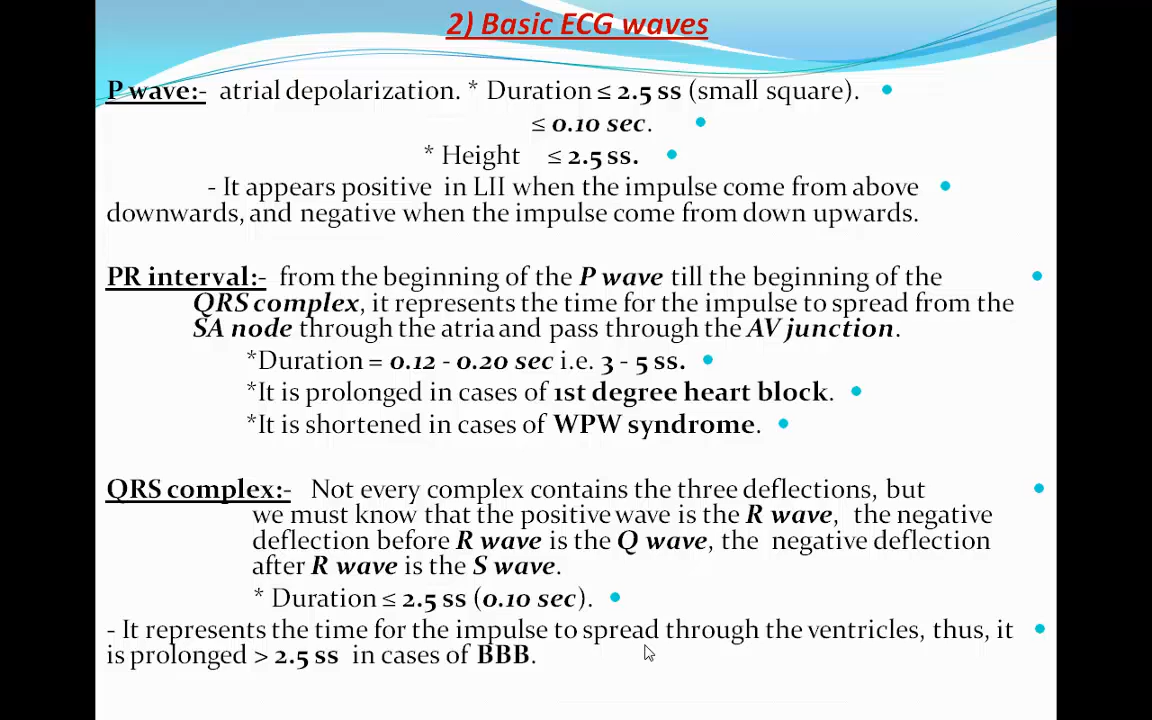 2) Basic ECG waves
P wave:- atrial depolarization. * Duration ≤ 2.5 ss (small square). •
≤ 0.10 sec. •
* Height ≤ 2.5 ss. •
- It appears positive in LII when the impulse come from above •
downwards, and negative when the impulse come from down upwards.
PR interval:- from the beginning of the P wave till the beginning of the •
QRS complex, it represents the time for the impulse to spread from the
SA node through the atria and pass through the AV junction.
*Duration = 0.12 - 0.20 sec i.e. 3 - 5 ss. •
*It is prolonged in cases of 1st degree heart block. •
*It is shortened in cases of WPW syndrome. •
QRS complex:- Not every complex contains the three deflections, but •
we must know that the positive wave is the R wave, the negative
deflection before R wave is the Q wave, the negative deflection
after R wave is the S wave.
* Duration ≤ 2.5 ss (0.10 sec). •
- It represents the time for the impulse to spread through the ventricles, thus, it •
is prolonged > 2.5 ss in cases of BBB.